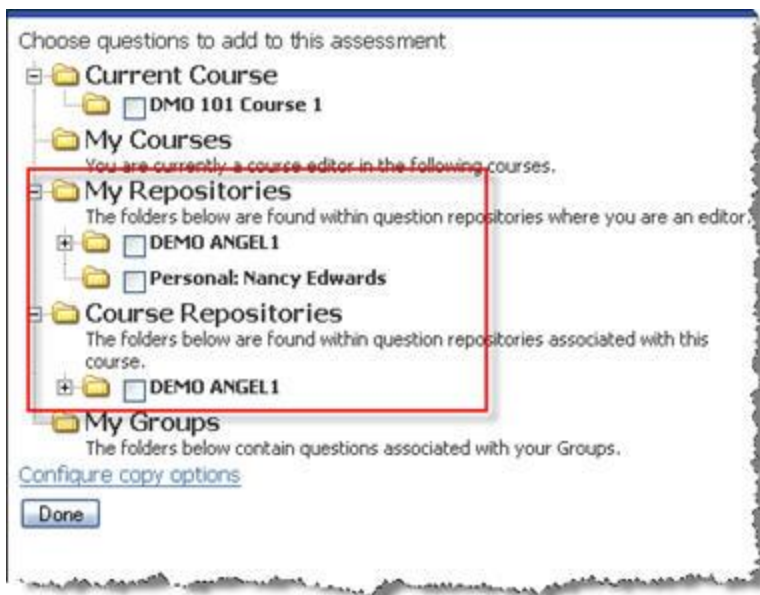 Choose questions to add to this assessment
Current Course
DMO 101 Course 1
My Courses
You are currently a course editor in the following courses.
My Repositories
The folders below are found within question repositories where you are an editor.
DEMO ANGEL1
Personal: Nancy Edwards
Course Repositories
The folders below are found within question repositories associated with this
course.
DEMO ANGEL1
My Groups
The folders below contain questions associated with your Groups.
Configure copy options
Done